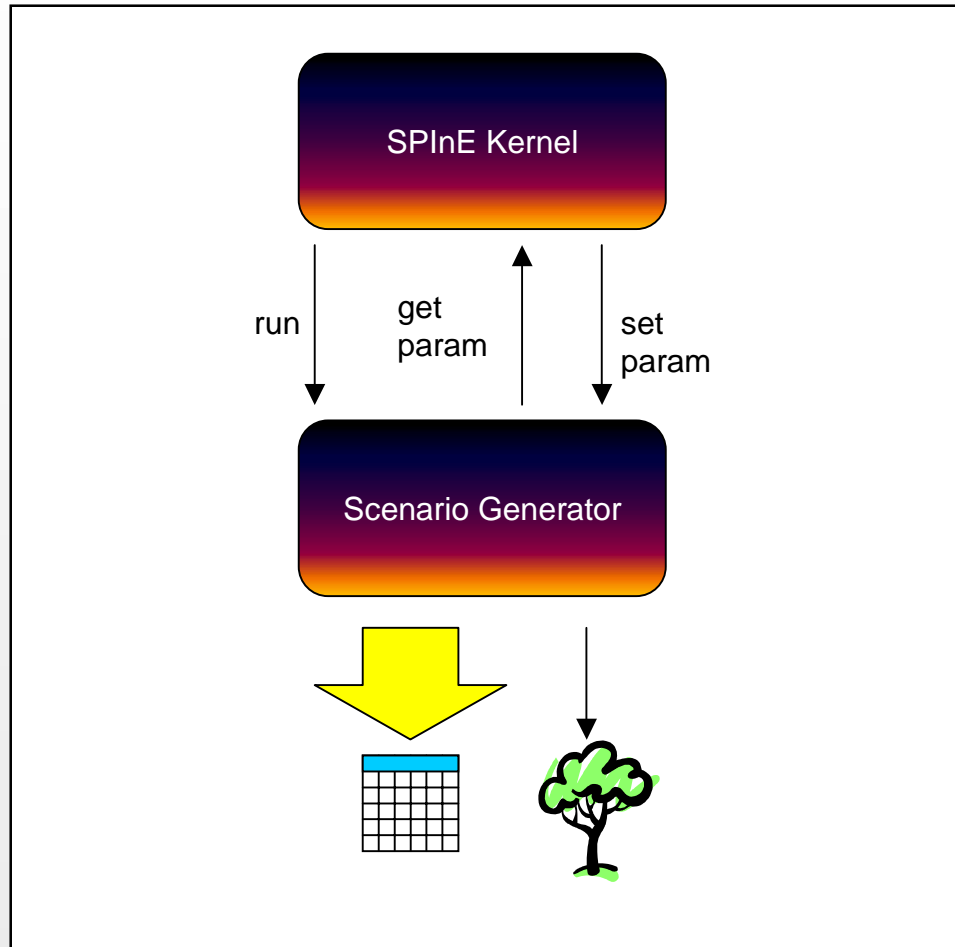 SPInE Kernel
run
get
param
set
param
Scenario Generator